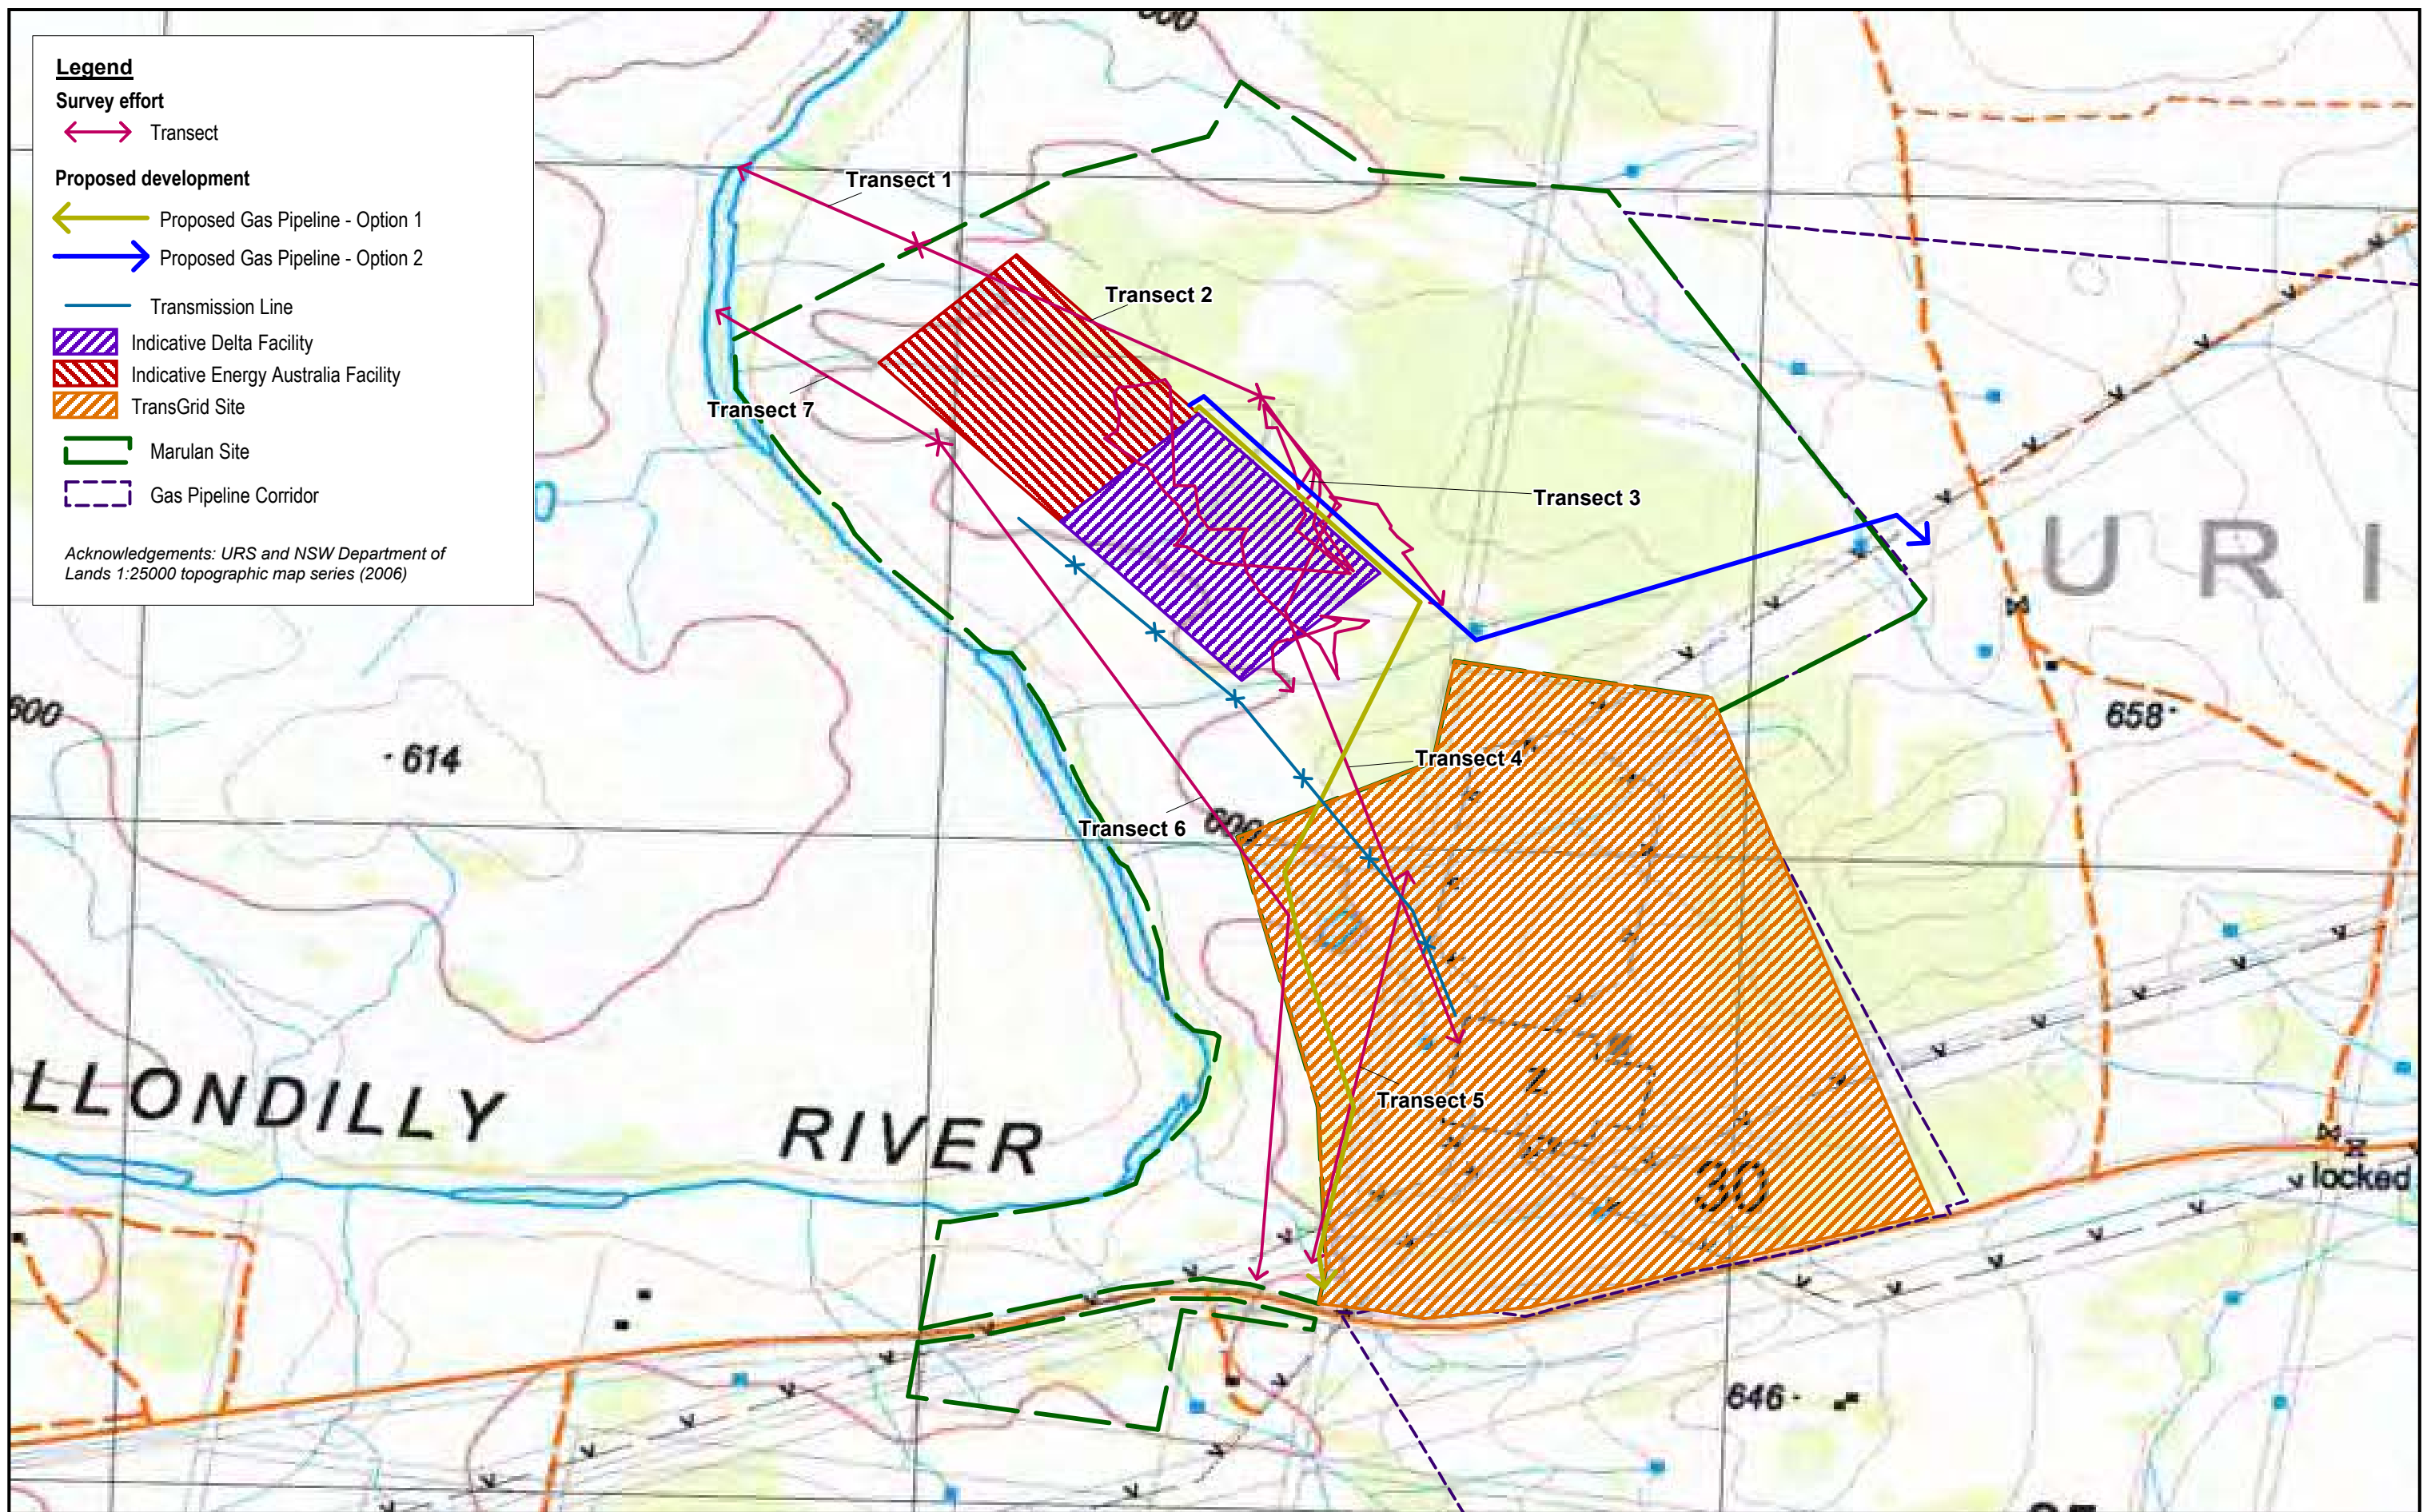 Legend
Survey effort
Transect
Proposed development
Proposed Gas Pipeline - Option 1
Proposed Gas Pipeline - Option 2
Transmission Line
Indicative Delta Facility
Indicative Energy Australia Facility
TransGrid Site
Marulan Site
Gas Pipeline Corridor
Acknowledgements: URS and NSW Department of
Lands 1:25000 topographic map series (2006)
600
Transect 1
Transect 2
Transect 7
Transect 3
U R I
600
614
658
Transect 4
Transect 6
600
Transect 5
LLONDILLY RIVER
30
locked
646